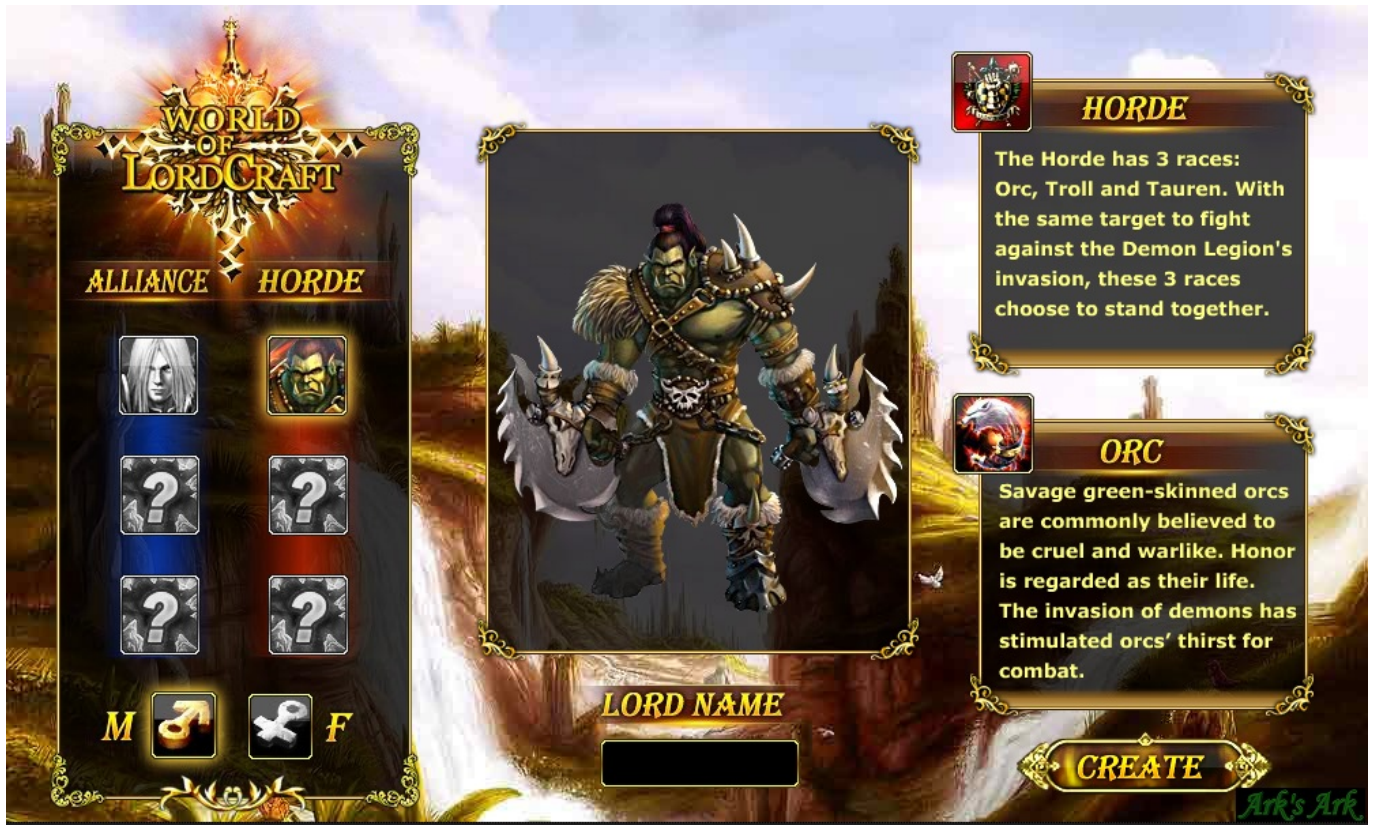 WORLD
OF
LORDCRAFT
ALLIANCE HORDE
?
?
?
?
M F
LORD NAME
HORDE
The Horde has 3 races:
Orc, Troll and Tauren. With
the same target to fight
against the Demon Legion's
invasion, these 3 races
choose to stand together.
ORC
Savage green-skinned orcs
are commonly believed to
be cruel and warlike. Honor
is regarded as their life.
The invasion of demons has
stimulated orcs’ thirst for
combat.
CREATE
Ark's Ark